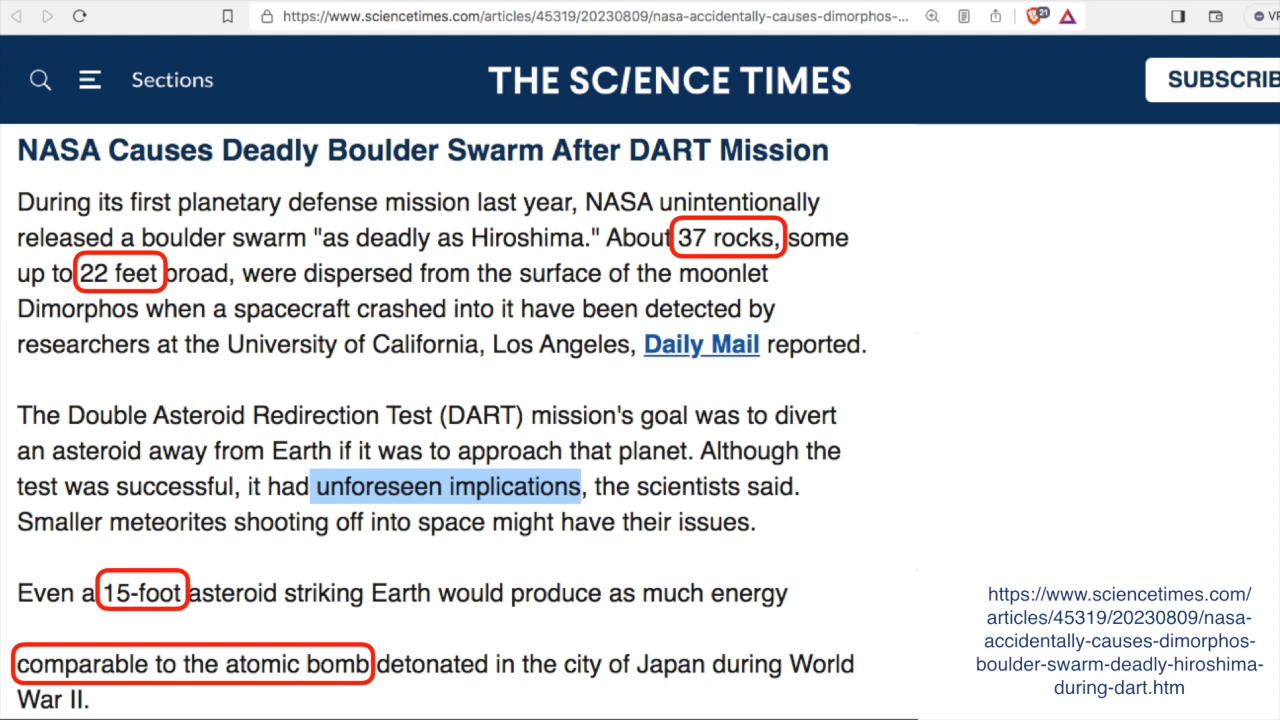 https://www.sciencetimes.com/articles/45319/20230809/nasa-accidentally-causes-dimorphos-...
21
VP
Sections
THE SCIENCE TIMES
SUBSCRIB
NASA Causes Deadly Boulder Swarm After DART Mission
During its first planetary defense mission last year, NASA unintentionally
released a boulder swarm "as deadly as Hiroshima." About 37 rocks, some
up to 22 feet broad, were dispersed from the surface of the moonlet
Dimorphos when a spacecraft crashed into it have been detected by
researchers at the University of California, Los Angeles, Daily Mail reported.
The Double Asteroid Redirection Test (DART) mission's goal was to divert
an asteroid away from Earth if it was to approach that planet. Although the
test was successful, it had unforeseen implications, the scientists said.
Smaller meteorites shooting off into space might have their issues.
Even a 15-foot asteroid striking Earth would produce as much energy
comparable to the atomic bomb detonated in the city of Japan during World
War II.
https://www.sciencetimes.com/
articles/45319/20230809/nasa-
accidentally-causes-dimorphos-
boulder-swarm-deadly-hiroshima-
during-dart.htm